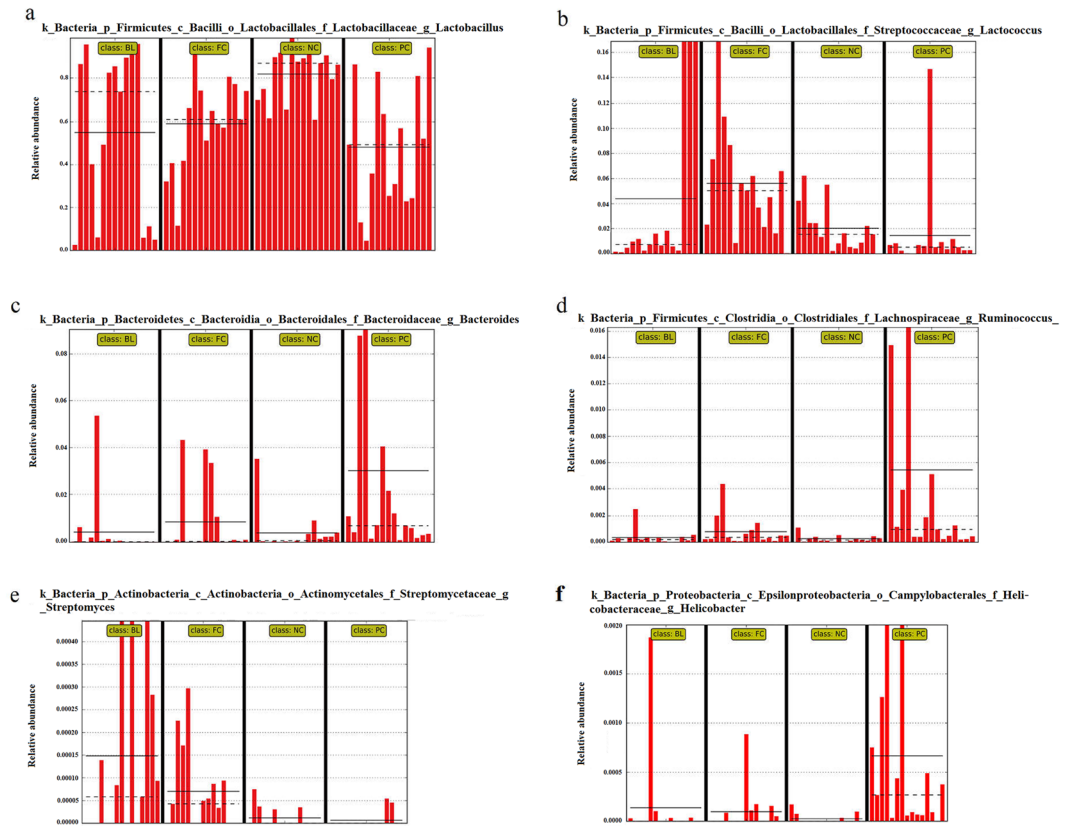 a
k_Bacteria_p_Firmicutes_c_Bacilli_o_Lactobacillales_f_Lactobacillaceae_g_Lactobacillus
class: BL
class: FC
class: NC
class: PC
Relative abundance
0.8
0.6
0.4
0.2
0.0
b
k_Bacteria_p_Firmicutes_c_Bacilli_o_Lactobacillales_f_Streptococcaceae_g_Lactococcus
class: BL
class: FC
class: NC
class: PC
Relative abundance
0.16
0.14
0.12
0.10
0.08
0.06
0.04
0.02
0.00
c
k_Bacteria_p_Bacteroidetes_c_Bacteroidia_o_Bacteroidales_f_Bacteroidaceae_g_Bacteroides
class: BL
class: FC
class: NC
class: PC
Relative abundance
0.08
0.06
0.04
0.02
0.00
d
k_Bacteria_p_Firmicutes_c_Clostridia_o_Clostridiales_f_Lachnospiraceae_g_Ruminococcus_
class: BL
class: FC
class: NC
class: PC
Relative abundance
0.016
0.014
0.012
0.010
0.008
0.006
0.004
0.002
0.000
e
k_Bacteria_p_Actinobacteria_c_Actinobacteria_o_Actinomycetales_f_Streptomycetaceae_g
_Streptomyces
class: BL
class: FC
class: NC
class: PC
Relative abundance
0.00040
0.00035
0.00030
0.00025
0.00020
0.00015
0.00010
0.00005
0.00000
f
k_Bacteria_p_Proteobacteria_c_Epsilonproteobacteria_o_Campylobacterales_f_Heli-
cobacteraceae_g_Helicobacter
class: BL
class: FC
class: NC
class: PC
Relative abundance
0.0020
0.0015
0.0010
0.0005
0.0000